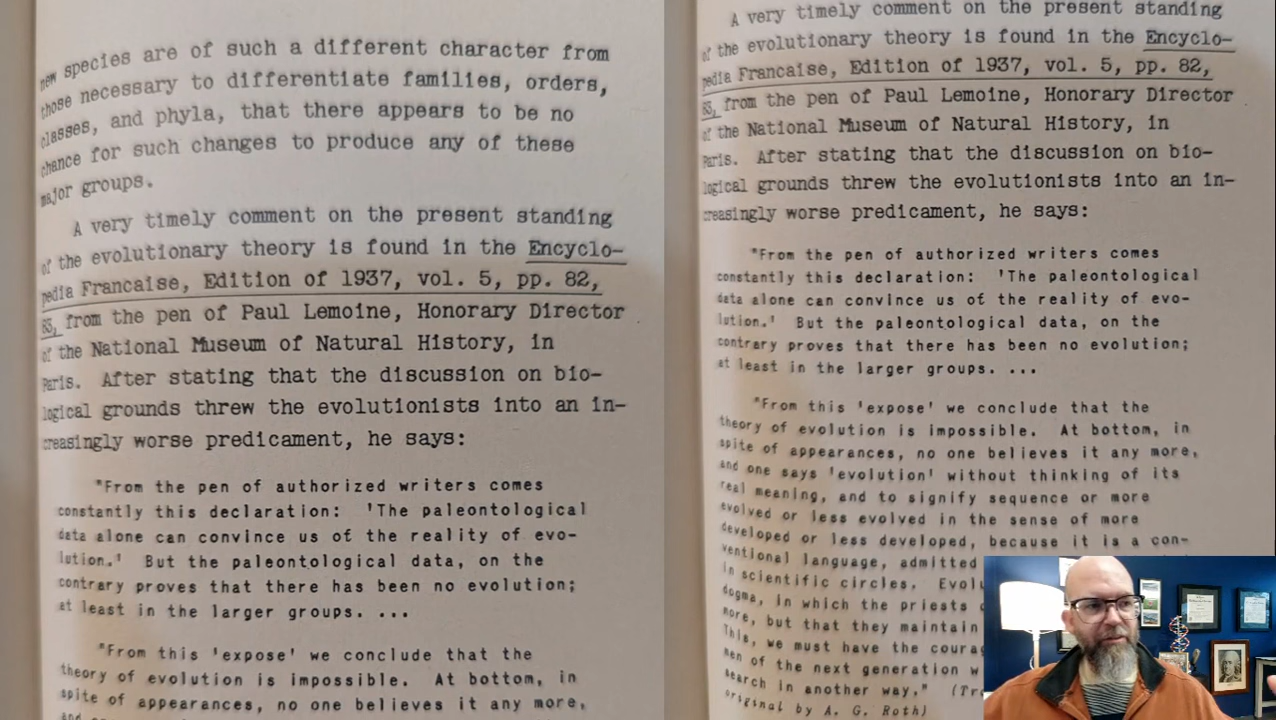 new species are of such a different character from
those necessary to differentiate families, orders,
classes, and phyla, that there appears to be no
chance for such changes to produce any of these
major groups.
A very timely comment on the present standing
of the evolutionary theory is found in the Encyclo-
pedia Francaise, Edition of 1937, vol. 5, pp. 82,
83, from the pen of Paul Lemoine, Honorary Director
of the National Museum of Natural History, in
Paris. After stating that the discussion on bio-
logical grounds threw the evolutionists into an in-
creasingly worse predicament, he says:
"From the pen of authorized writers comes
constantly this declaration: 'The paleontological
data alone can convince us of the reality of evo-
lution.' But the paleontological data, on the
contrary proves that there has been no evolution;
at least in the larger groups. ...
"From this 'expose' we conclude that the
theory of evolution is impossible. At bottom, in
spite of appearances, no one believes it any more,
and
A very timely comment on the present standing
of the evolutionary theory is found in the Encyclo-
pedia Francaise, Edition of 1937, vol. 5, pp. 82,
83, from the pen of Paul Lemoine, Honorary Director
of the National Museum of Natural History, in
Paris. After stating that the discussion on bio-
logical grounds threw the evolutionists into an in-
creasingly worse predicament, he says:
"From the pen of authorized writers comes
constantly this declaration: 'The paleontological
data alone can convince us of the reality of evo-
lution.' But the paleontological data, on the
contrary proves that there has been no evolution;
at least in the larger groups. ...
"From this 'expose' we conclude that the
theory of evolution is impossible. At bottom, in
spite of appearances, no one believes it any more,
and one says 'evolution' without thinking of its
real meaning, and to signify sequence or more
evolved or less evolved in the sense of more
developed or less developed, because it is a con-
ventional language, admitted
in scientific circles. Evol
dogma, in which the priests
more, but that they maintain
This, we must have the coura
men of the next generation w
search in another way." (Tr
original by A. G. Roth)